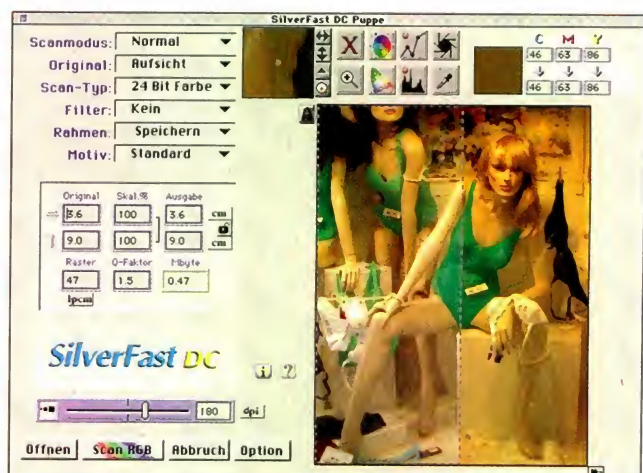 SilverFast DC Puppe
Scanmodus: Normal
Original: Aufsicht
Scan-Typ: 24 Bit Farbe
Filter: Kein
Rahmen: Speichern
Motiv: Standard
C M Y
46 63 86
46 63 86
Original Skal.% Ausgabe
3.6 100 3.6 cm
9.0 100 9.0 cm
Raster Q-Faktor Mbyte
47 1.5 0.47
lpcm
SilverFast DC
180 dpi
Öffnen Scan RGB Abbruch Option